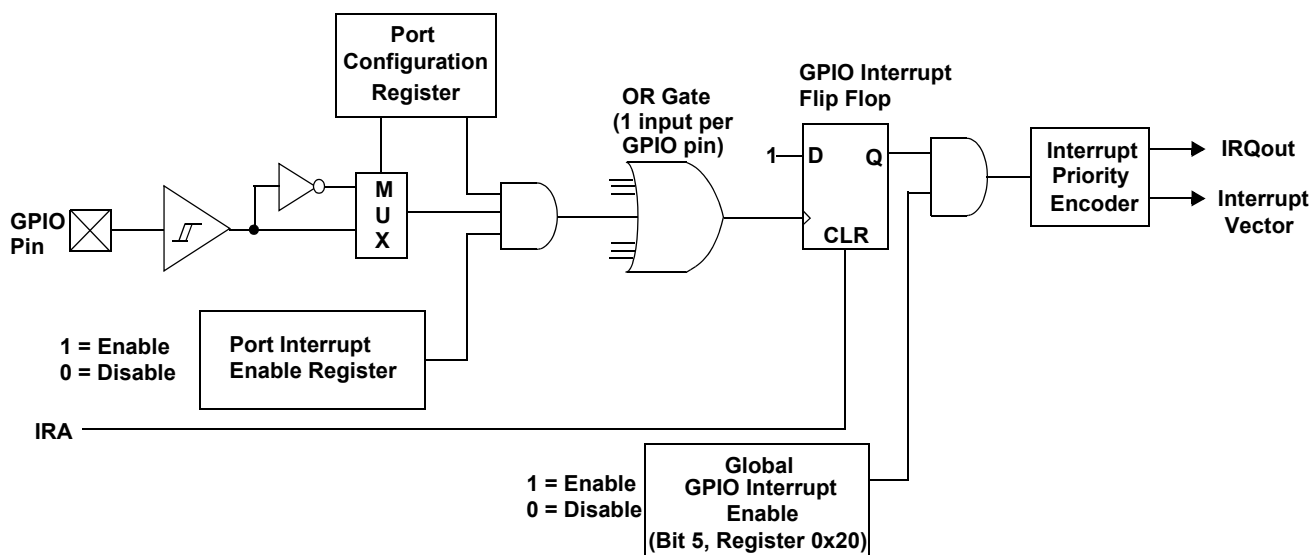 Port
Configuration
Register
GPIO Interrupt
Flip Flop
OR Gate
(1 input per
GPIO pin)
M
U
X
1
D
Q
CLR
Interrupt
Priority
Encoder
IRQout
Interrupt
Vector
GPIO
Pin
1 = Enable
0 = Disable
Port Interrupt
Enable Register
IRA
1 = Enable
0 = Disable
Global
GPIO Interrupt
Enable
(Bit 5, Register 0x20)